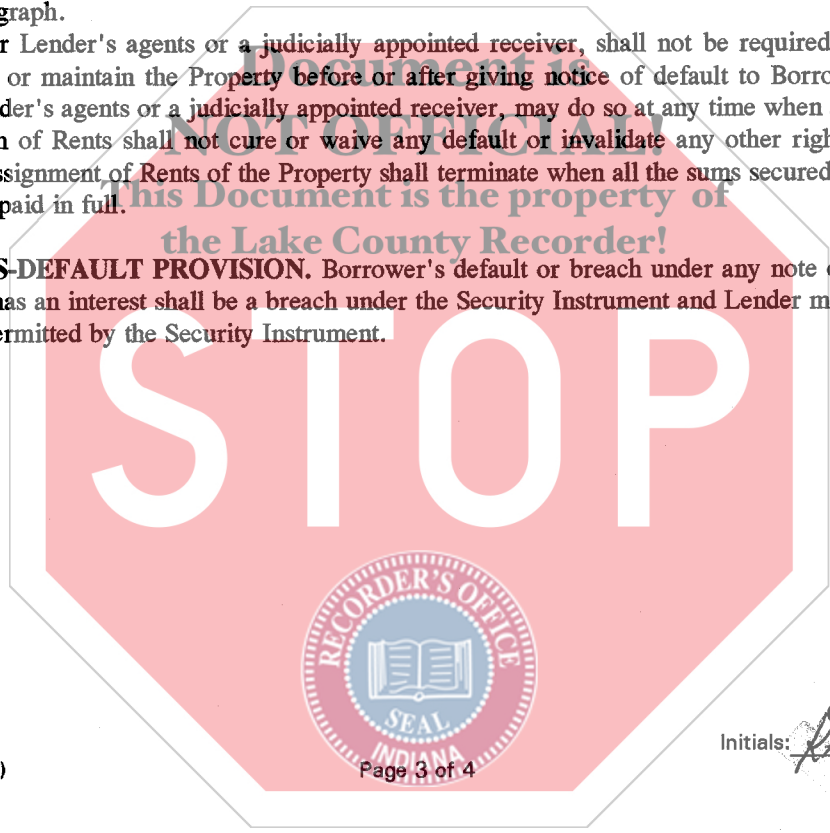 graph.
r Lender's agents or a judicially appointed receiver, shall not be required
Document is
or maintain the Property before or after giving notice of default to Borro
der's agents or a judicially appointed receiver, may do so at any time when
NOT OFFICIAL!
n of Rents shall not cure or waive any default or invalidate any other righ
ssignment of Rents of the Property shall terminate when all the sums secured
This Document is the property of
paid in full.
the Lake County Recorder!
S-DEFAULT PROVISION. Borrower's default or breach under any note
has an interest shall be a breach under the Security Instrument and Lender m
ermitted by the Security Instrument.
STOP
RECORDER'S OFFICE
SEAL
INDIANA
Initials:
)
Page 3 of 4